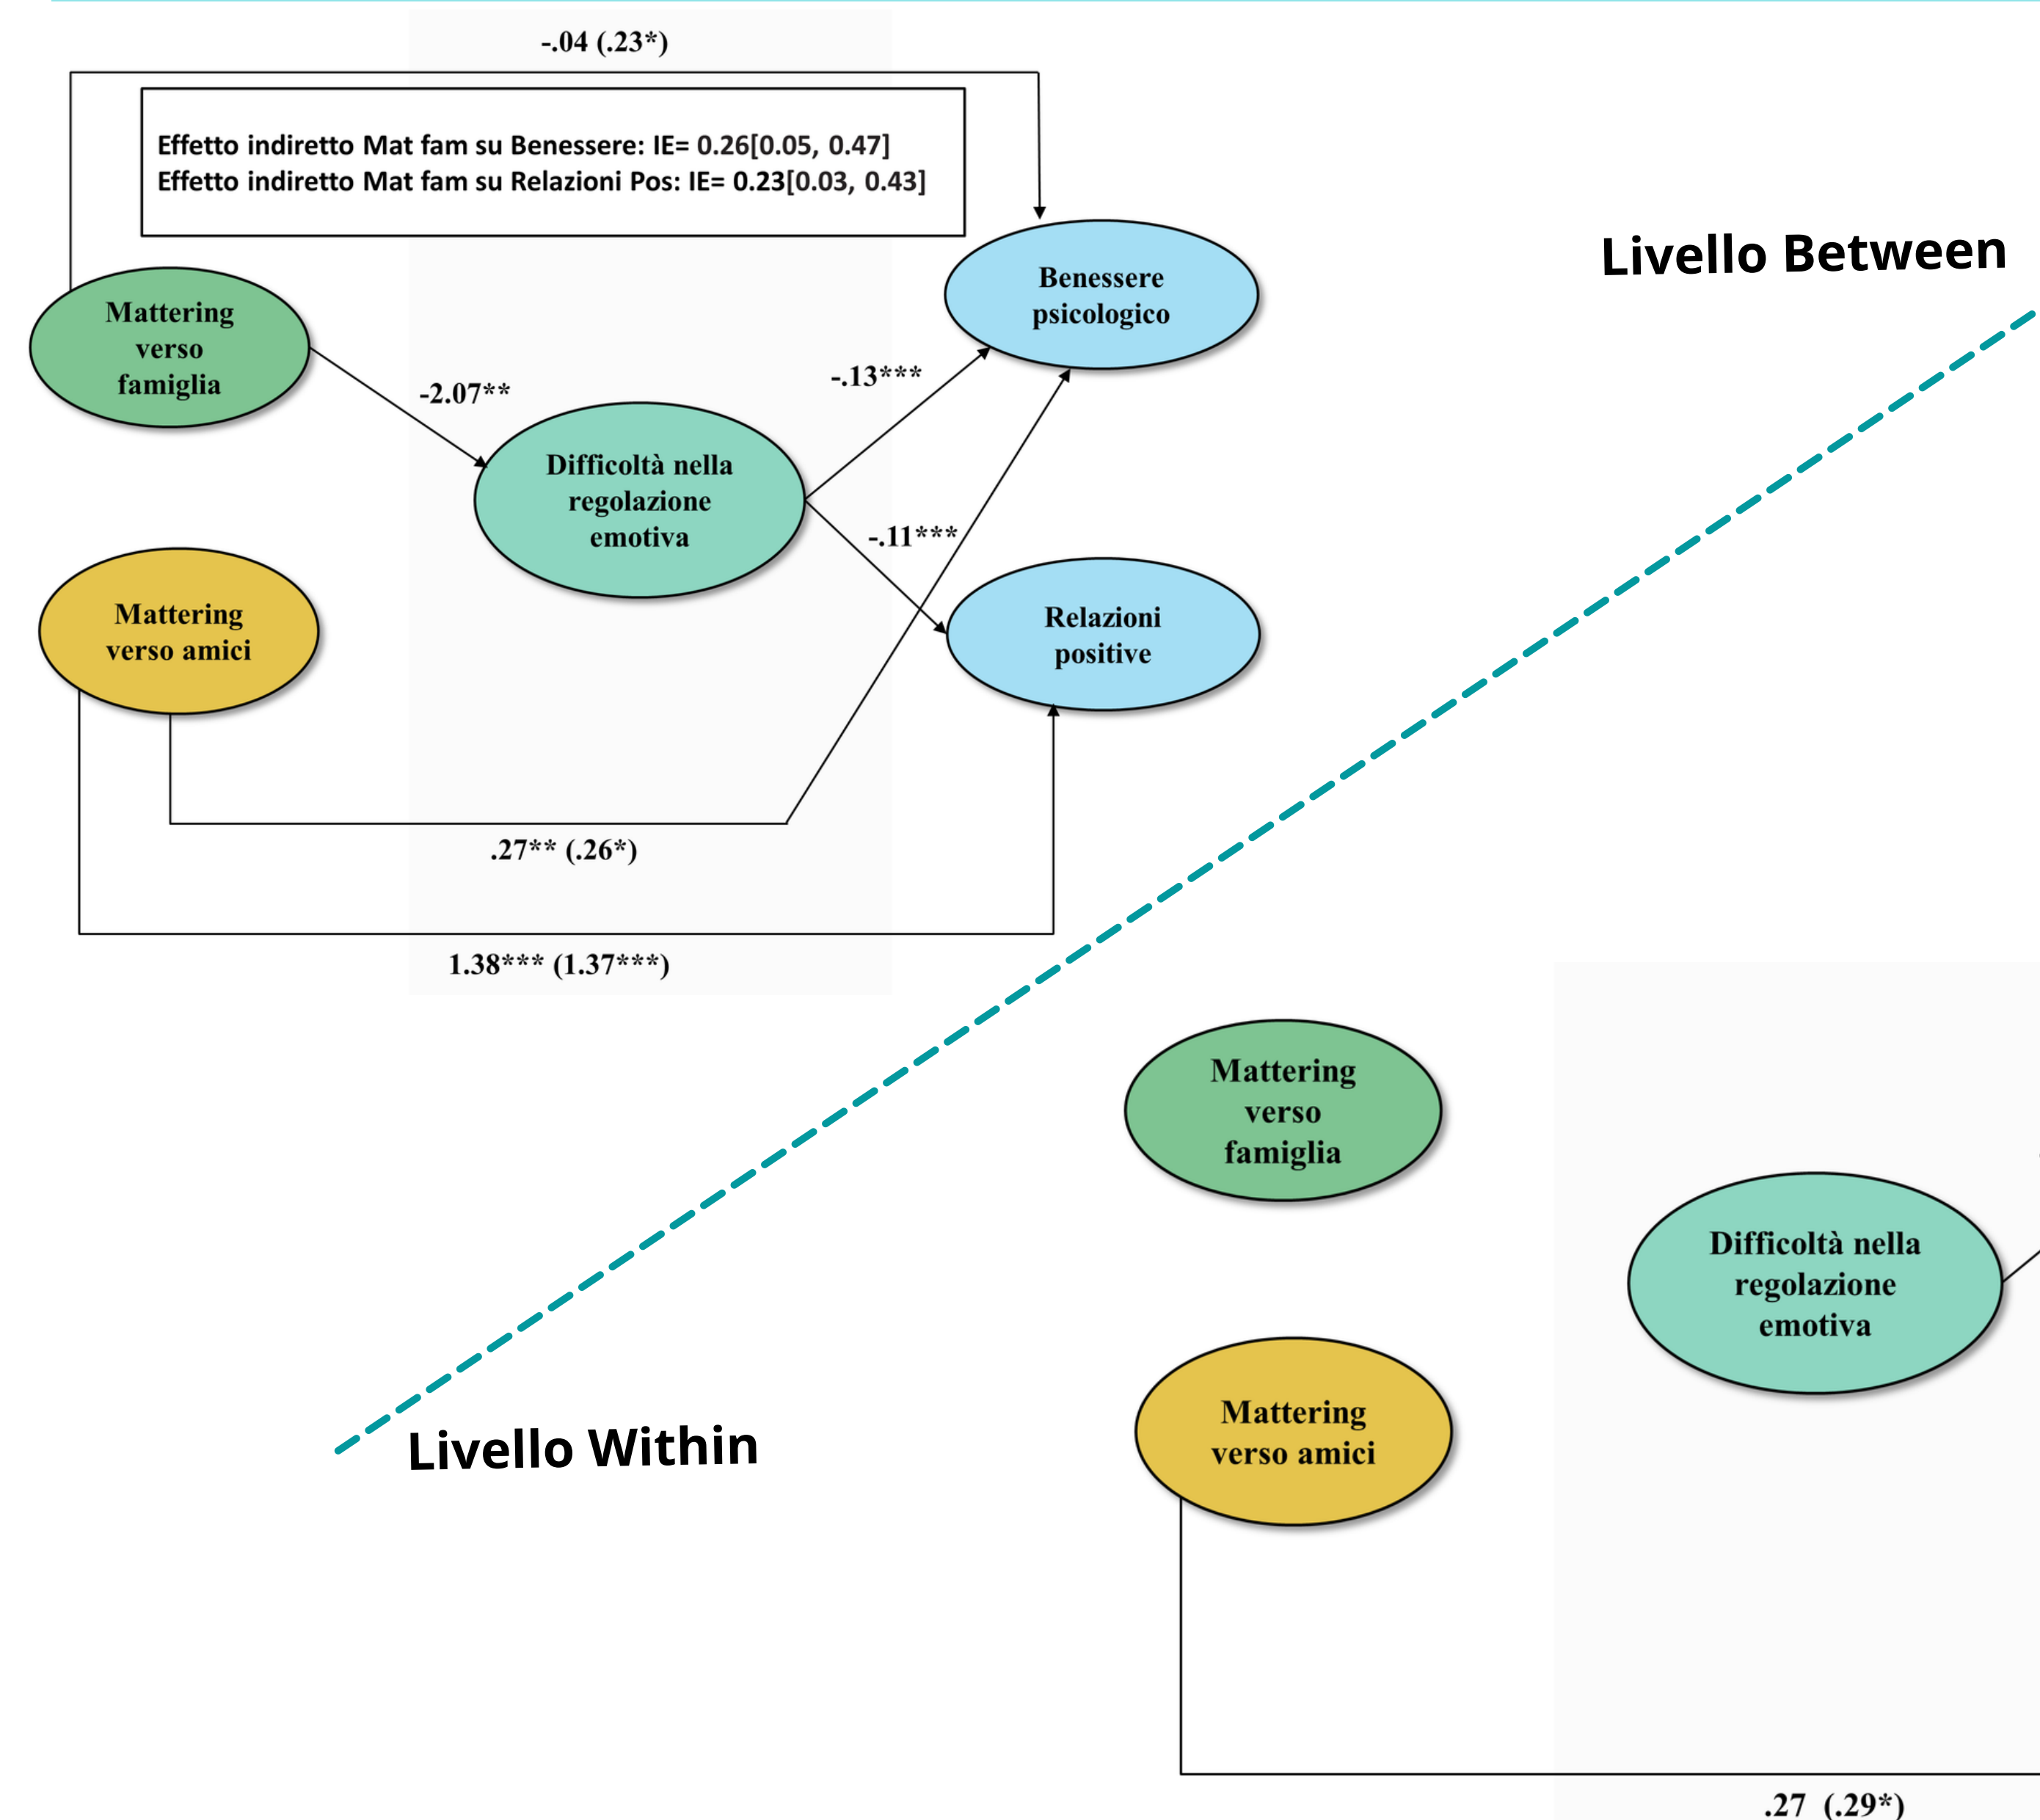 -.04 (.23*)
Effetto indiretto Mat fam su Benessere: IE= 0.26[0.05, 0.47]
Effetto indiretto Mat fam su Relazioni Pos: IE= 0.23[0.03, 0.43]
Livello Between
Benessere
psicologico
Mattering
verso
famiglia
-.13***
-2.07**
Difficoltà nella
regolazione
emotiva
-.11***
Mattering
verso amici
Relazioni
positive
.27** (.26*)
1.38*** (1.37***)
Mattering
verso
famiglia
Difficoltà nella
regolazione
emotiva
Mattering
verso amici
Livello Within
.27 (.29*)